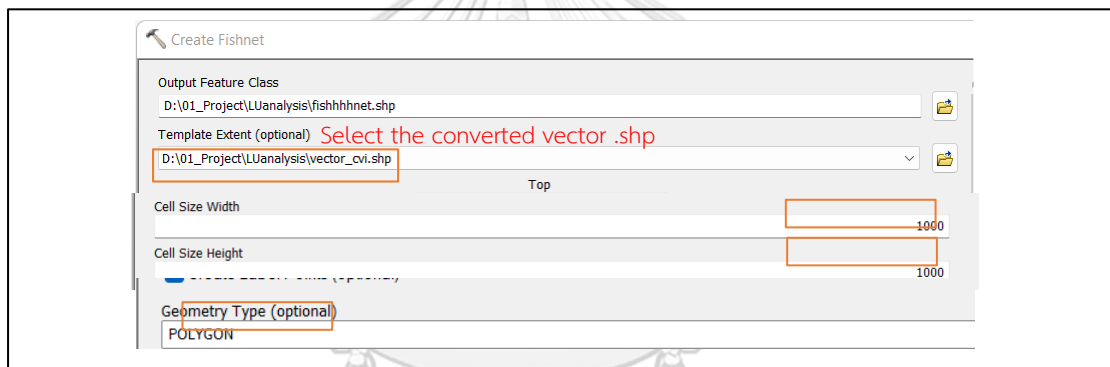 Create Fishnet
Output Feature Class
D:\01_Project\LUanalysis\fishhhhnet.shp
Template Extent (optional) Select the converted vector .shp
D:\01_Project\LUanalysis\vector_cvi.shp
Top
Cell Size Width
1000
Cell Size Height
1000
Geometry Type (optional)
POLYGON